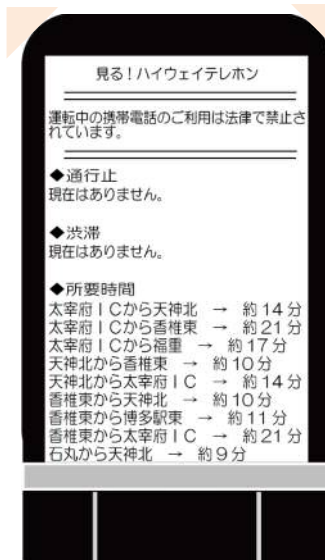 見る！ハイウェイテレホン
運転中の携帯電話のご利用は法律で禁止さ
れています。
◆通行止
現在はありません。
◆渋滞
現在はありません。
◆所要時間
太宰府ＩＣから天神北 → 約１４分
太宰府ＩＣから香椎東 → 約２１分
太宰府ＩＣから福重 → 約１７分
天神北から香椎東 → 約１０分
天神北から太宰府ＩＣ → 約１４分
香椎東から天神北 → 約１０分
香椎東から博多駅東 → 約１１分
香椎東から太宰府ＩＣ → 約２１分
石丸から天神北 → 約９分